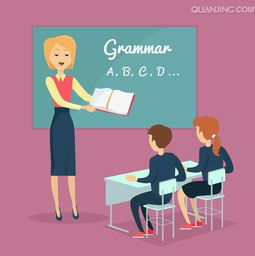 QUANJING.COM
Grammar
A, B, C, D ...